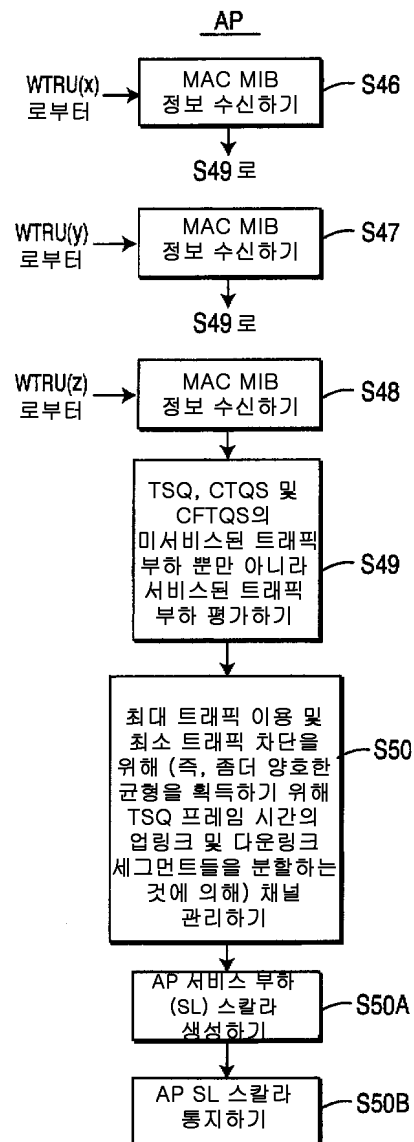 AP
WTRU(x)
로부터
MAC MIB
정보 수신하기
S46
S49 로
WTRU(y)
로부터
MAC MIB
정보 수신하기
S47
S49 로
WTRU(z)
로부터
MAC MIB
정보 수신하기
S48
TSQ, CTQS 및
CFTQS의
미서비스된 트래픽
부하 뿐만 아니라
서비스된 트래픽
부하 평가하기
S49
최대 트래픽 이용 및
최소 트래픽 차단을
위해 (즉, 좀더 양호한
균형을 획득하기 위해
TSQ 프레임 시간의
업링크 및 다운링크
세그먼트들을 분할하는
것에 의해) 채널
관리하기
S50
AP 서비스 부하
(SL) 스칼라
생성하기
S50A
AP SL 스칼라
통지하기
S50B